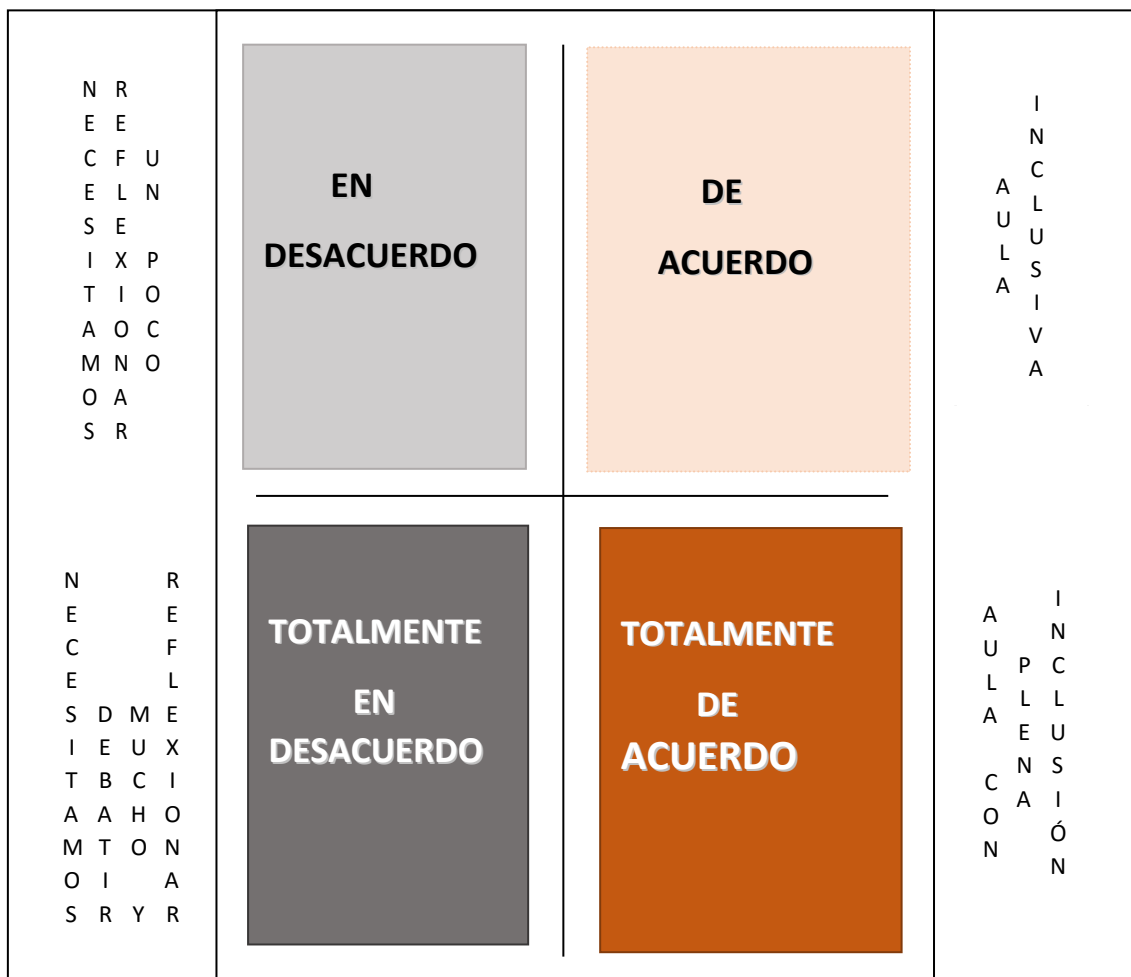 NECESITAMOS
REFLEXIONAR
UN POCO
EN
DESACUERDO
DE
ACUERDO
AULA
INCLUSIVA
NECESITAMOS
DEBATIR
MUCHO Y
REFLEXIONAR
TOTALMENTE
EN
DESACUERDO
TOTALMENTE
DE
ACUERDO
AULA CON
PLENA
INCLUSIÓN